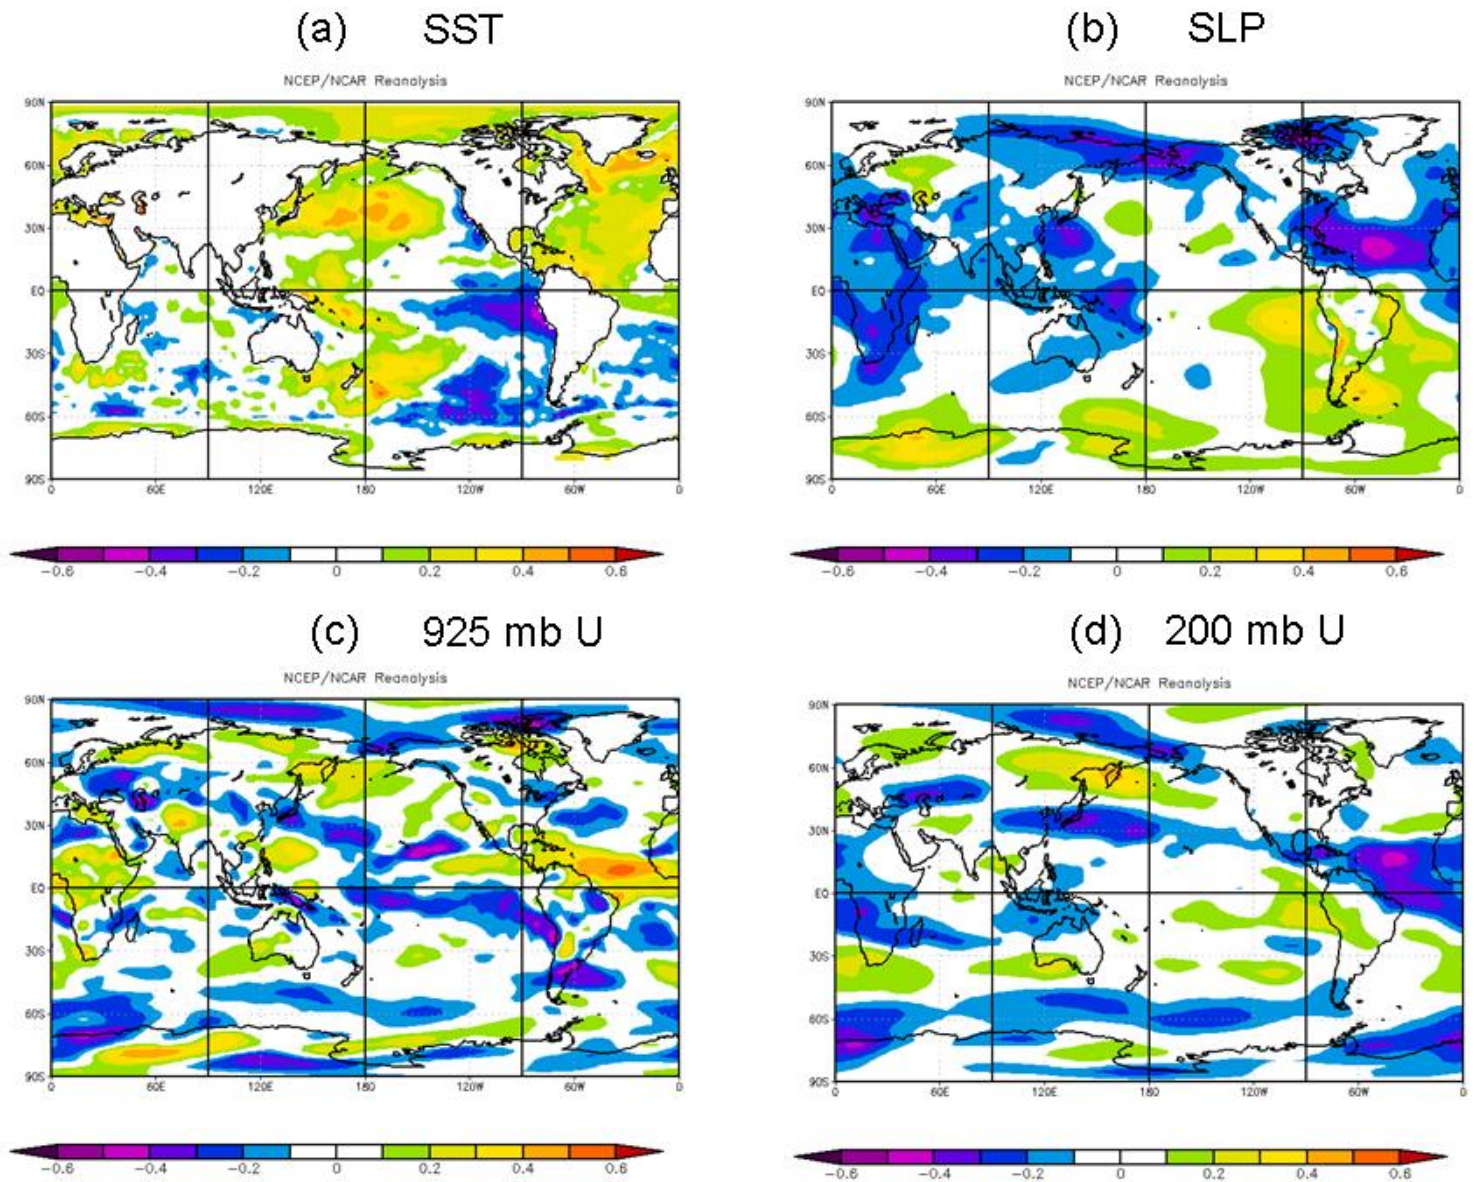 (a) SST
NCEP/NCAR Reanalysis
90N
60N
30N
EQ
30S
60S
90S
0 60E 120E 180 120W 60W 0
-0.6 -0.4 -0.2 0 0.2 0.4 0.6
(b) SLP
NCEP/NCAR Reanalysis
90N
60N
30N
EQ
30S
60S
90S
0 60E 120E 180 120W 60W 0
-0.6 -0.4 -0.2 0 0.2 0.4 0.6
(c) 925 mb U
NCEP/NCAR Reanalysis
90N
60N
30N
EQ
30S
60S
90S
0 60E 120E 180 120W 60W 0
-0.6 -0.4 -0.2 0 0.2 0.4 0.6
(d) 200 mb U
NCEP/NCAR Reanalysis
90N
60N
30N
EQ
30S
60S
90S
0 60E 120E 180 120W 60W 0
-0.6 -0.4 -0.2 0 0.2 0.4 0.6